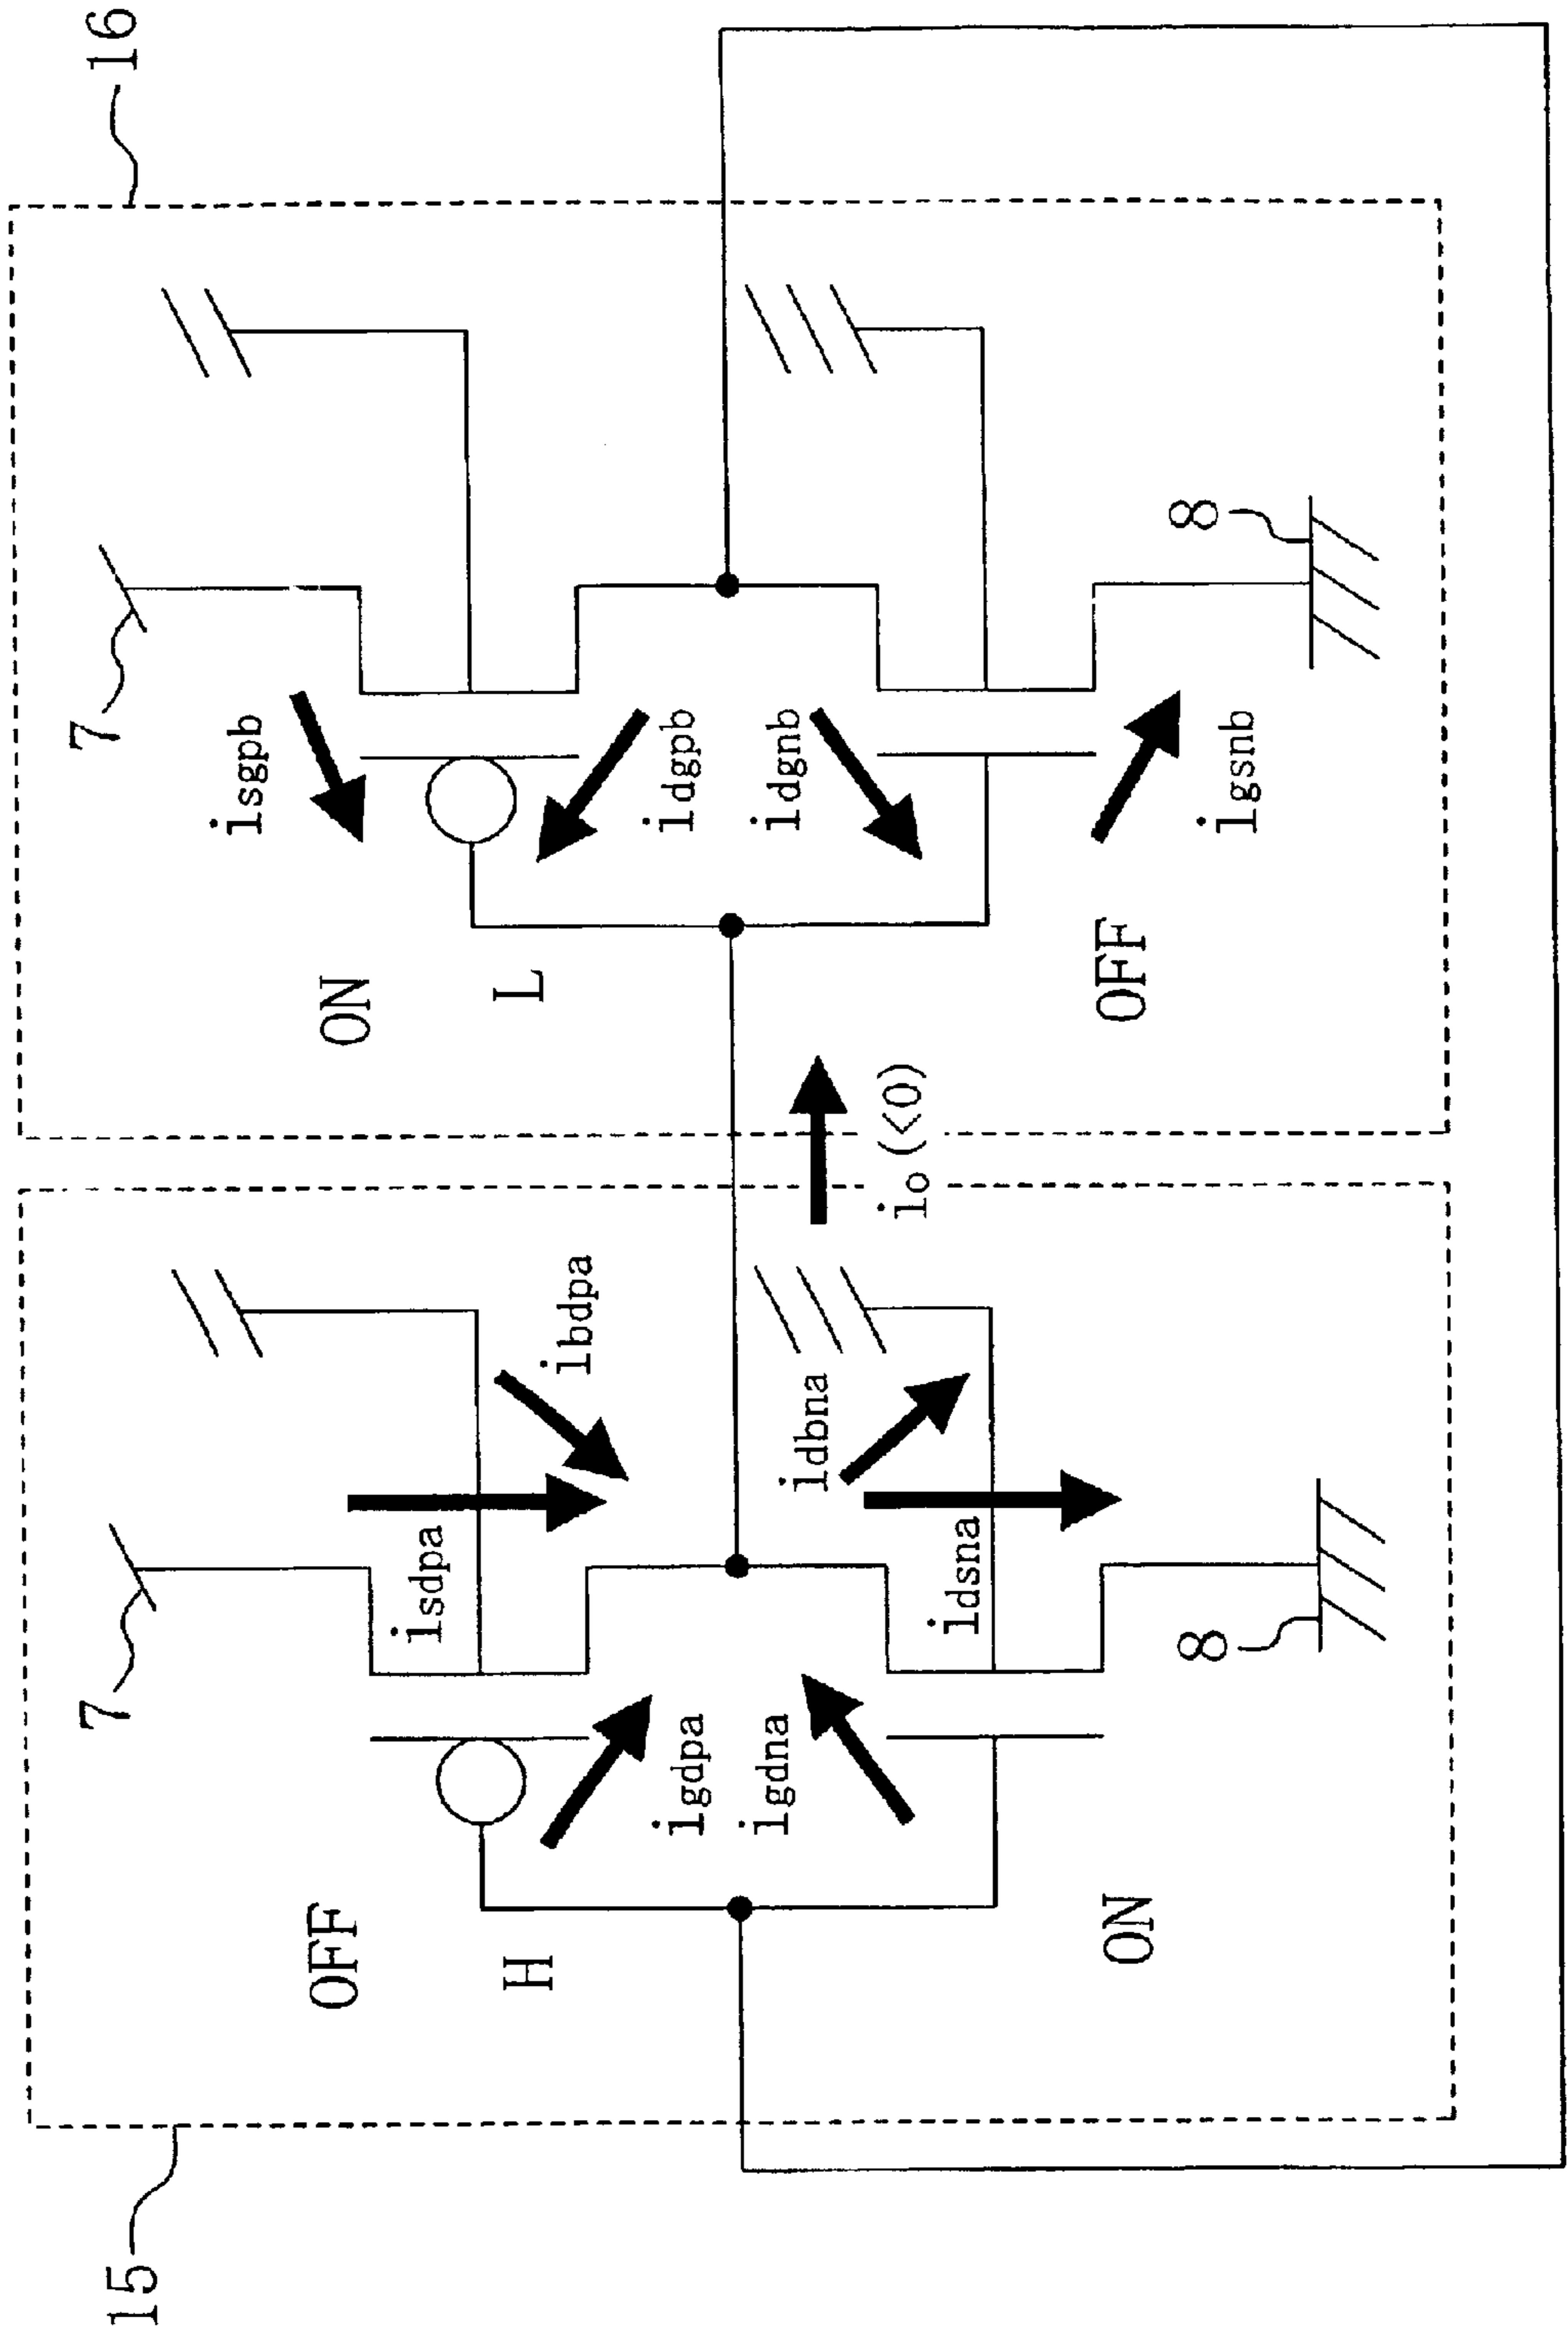 15
16
7
7
OFF
isdpa
ibdpa
ON
isgpb
H
igdpa
L
idgpb
igdna
idbna
idgnb
io (<0)
idsna
ON
OFF
igsnb
8
8